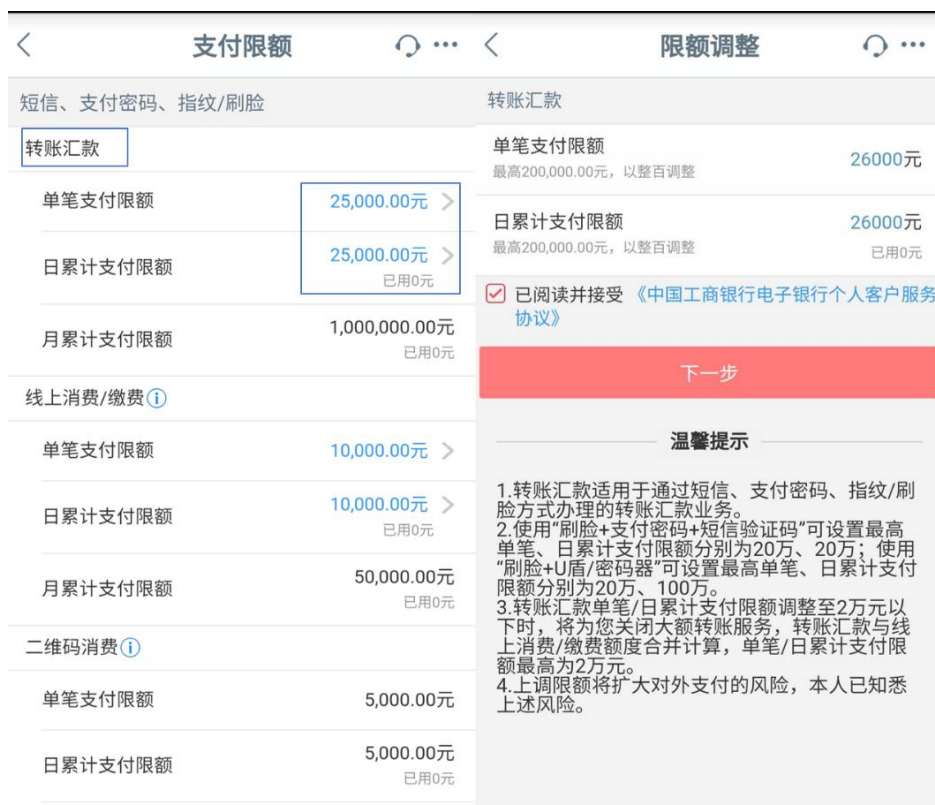 支付限额
短信、支付密码、指纹/刷脸
转账汇款
单笔支付限额
25,000.00元
日累计支付限额
25,000.00元
已用0元
月累计支付限额
1,000,000.00元
已用0元
线上消费/缴费
单笔支付限额
10,000.00元
日累计支付限额
10,000.00元
已用0元
月累计支付限额
50,000.00元
已用0元
二维码消费
单笔支付限额
5,000.00元
日累计支付限额
5,000.00元
已用0元
限额调整
转账汇款
单笔支付限额
26000元
最高200,000.00元，以整百调整
日累计支付限额
26000元
最高200,000.00元，以整百调整
已用0元
已阅读并接受 《中国工商银行电子银行个人客户服务
协议》
下一步
温馨提示
1.转账汇款适用于通过短信、支付密码、指纹/刷
脸方式办理的转账汇款业务。
2.使用“刷脸+支付密码+短信验证码”可设置最高
单笔、日累计支付限额分别为20万、20万；使用
“刷脸+U盾/密码器”可设置最高单笔、日累计支付
限额分别为20万、100万。
3.转账汇款单笔/日累计支付限额调整至2万元以
下时，将为您关闭大额转账服务，转账汇款与线
上消费/缴费额度合并计算，单笔/日累计支付限
额最高为2万元。
4.上调限额将扩大对外支付的风险，本人已知悉
上述风险。